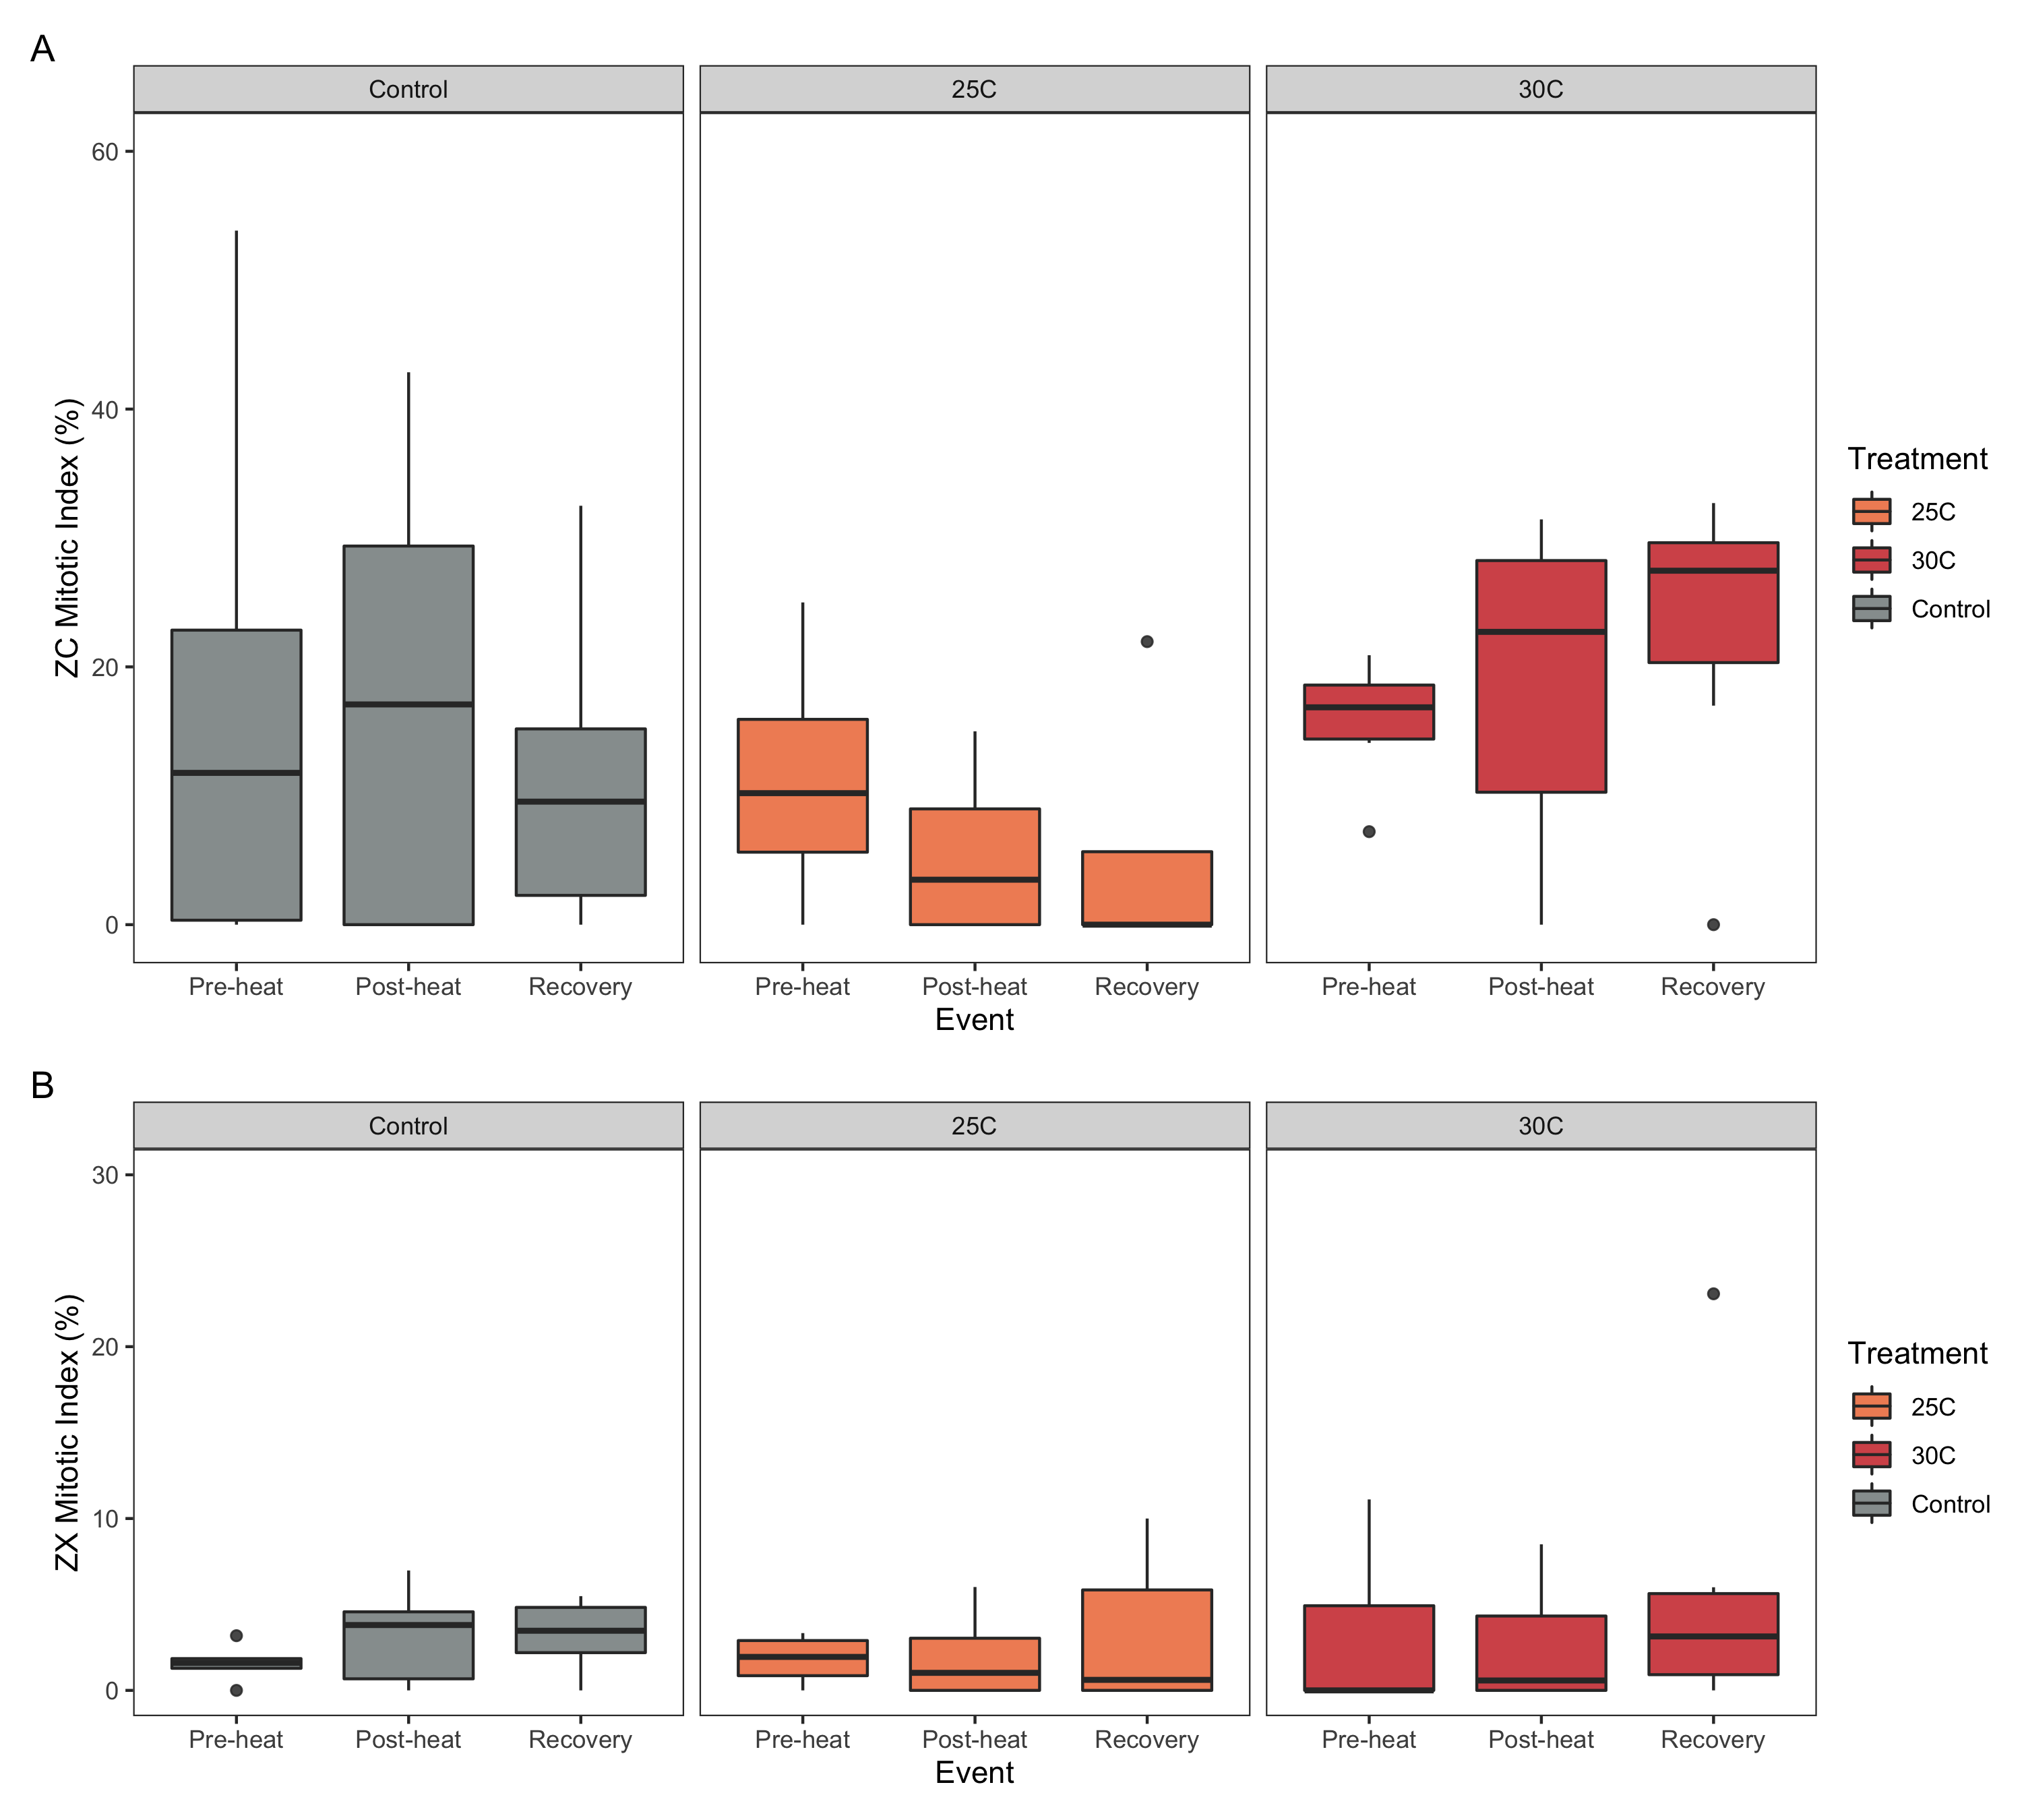 A
Control 25C 30C
60
40
20
0
ZC Mitotic Index (%)
Pre-heat Post-heat Recovery Pre-heat Post-heat Recovery Pre-heat Post-heat Recovery
Event
Treatment
25C
30C
Control
B
Control 25C 30C
30
20
10
0
ZX Mitotic Index (%)
Pre-heat Post-heat Recovery Pre-heat Post-heat Recovery Pre-heat Post-heat Recovery
Event
Treatment
25C
30C
Control